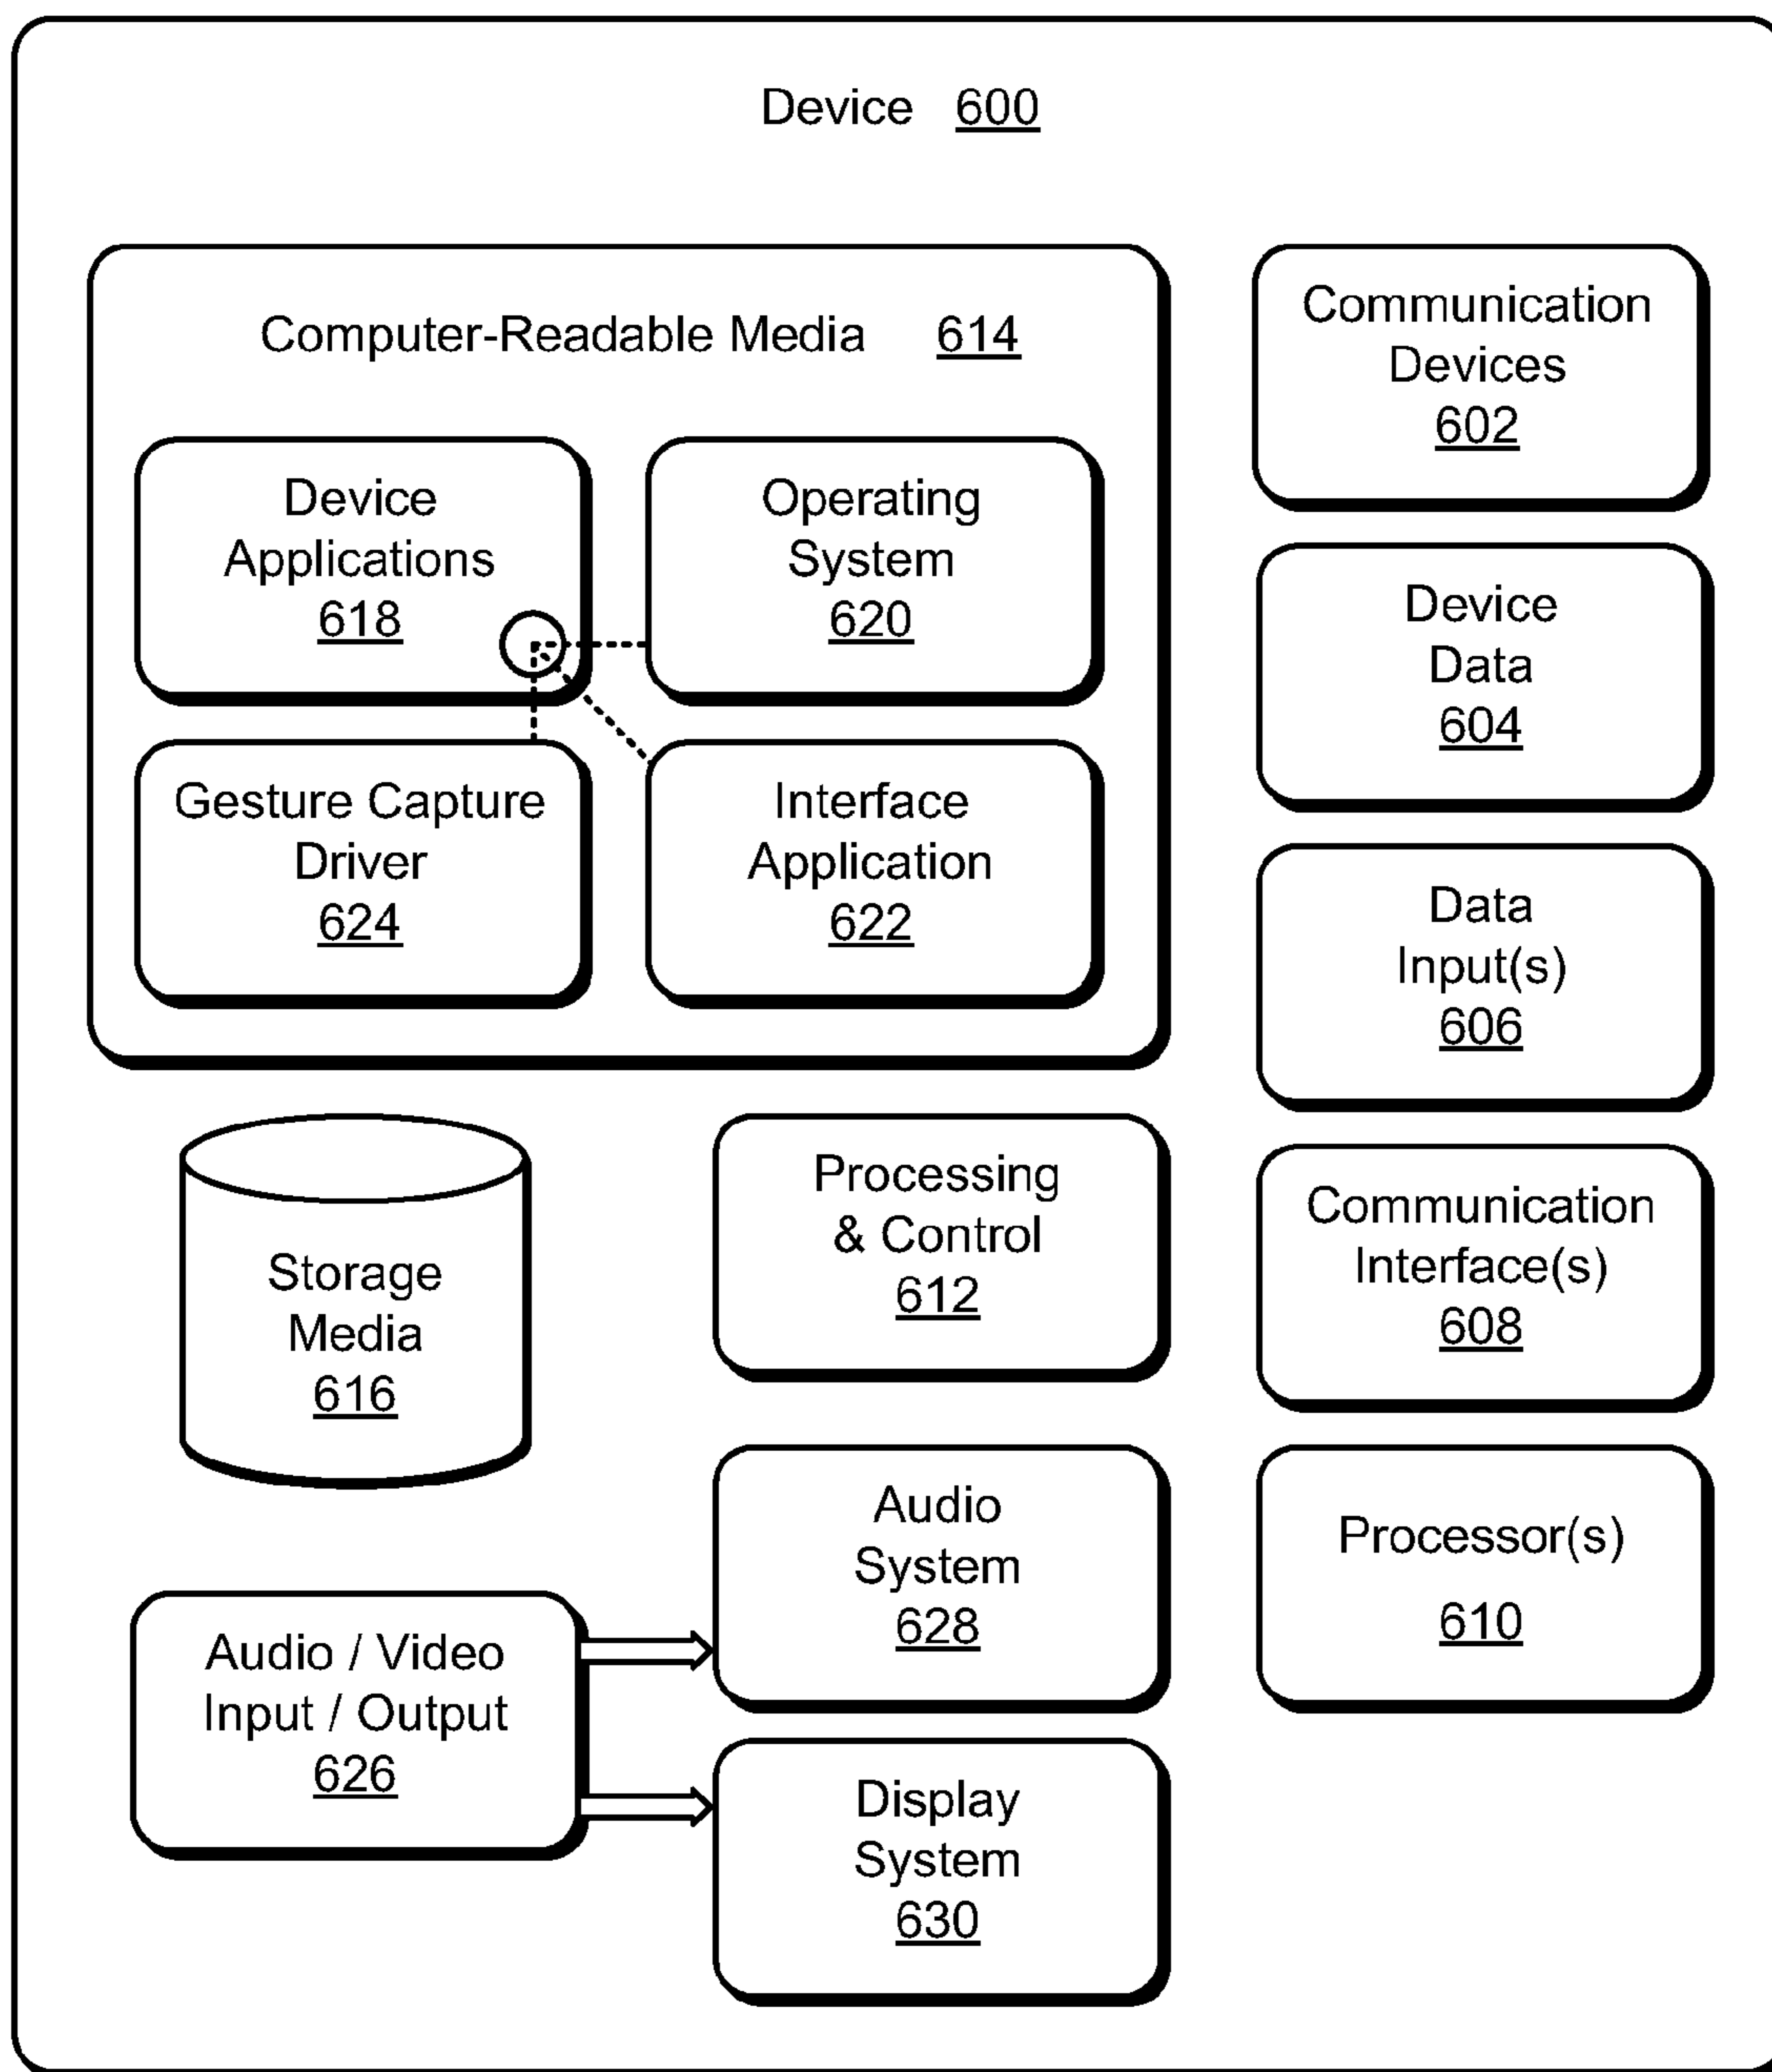 Device 600
Computer-Readable Media 614
Device
Applications
618
Operating
System
620
Gesture Capture
Driver
624
Interface
Application
622
Storage
Media
616
Processing
& Control
612
Audio / Video
Input / Output
626
Audio
System
628
Display
System
630
Communication
Devices
602
Device
Data
604
Data
Input(s)
606
Communication
Interface(s)
608
Processor(s)
610